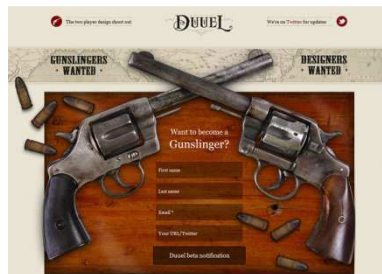 The two player design shoot out
DUUEL
We're on Twitter for updates
GUNSLINGERS
· WANTED ·
DESIGNERS
· WANTED ·
Want to become a
Gunslinger?
First name
Last name
Email *
Your URL/Twitter
Duuel beta notification